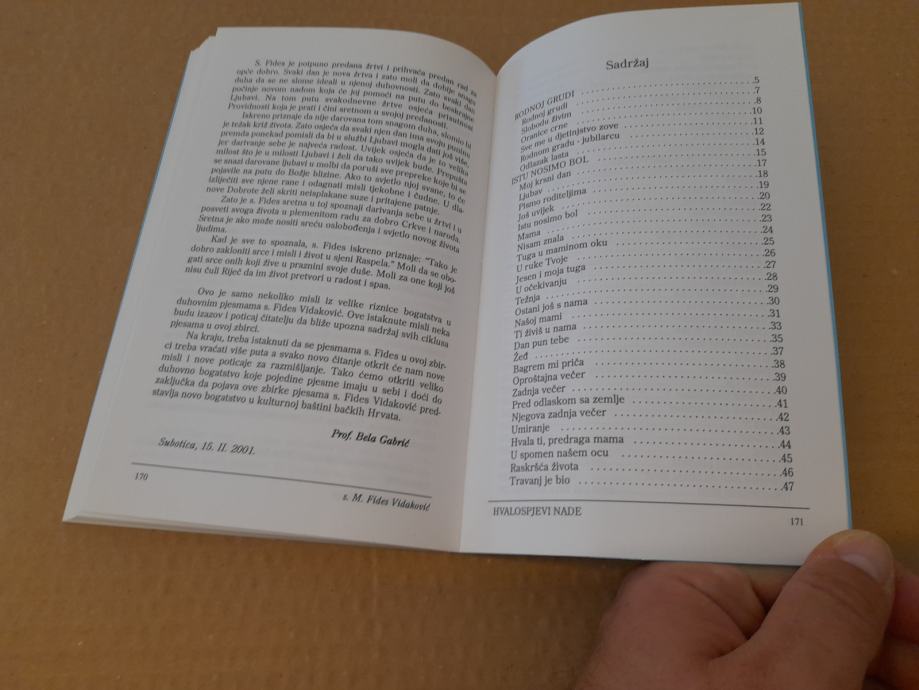 S. Fides je potpuno predana žrtvi i prihvaća predan rad za
opće dobro. Svaki dan je nova žrtva i zato moli da dobije snagu
duha da se ne slome ideali u njenoj duhovnosti. Zato svaki dan
počinje novom nadom koja će joj pomoći na putu do beskrajne
Ljubavi. Na tom putu svakodnevne žrtve osjeća prisutnost
Providnosti koja je prati i čini sretnom u svojoj predanosti.
Iskreno priznaje da nije darovana tom snagom duha, slomio bi
je težak križ života. Zato osjeća da svaki njen dan ima svoju puninu
premda ponekad pomisli da bi u službi Ljubavi mogla dati još više,
jer darivanje sebe je najveća radost. Uvijek osjeća da je to velika
milost što je u milosti Ljubavi i želi da tako uvijek bude. Prepušta
se snazi darovane ljubavi u molbi da poruši sve prepreke koje bi se
pojavile na putu do Božje blizine. Ako to svjetlo njoj svane, to će
izliječiti sve njene rane i odagnati misli tjeskobne i čudne. U dla-
nove Dobrote želi skriti neisplakane suze i pritajene patnje.
Zato je s. Fides sretna u toj spoznaji darivanja sebe u žrtvi i u
posveti svoga života u plemenitom radu za dobro Crkve i naroda.
Sretna je ako može nositi sreću oslobođenja i svjetlo novog života
ljudima.
Kad je sve to spoznala, s. Fides iskreno priznaje: "Tako je
dobro zakloniti srce i misli i život u sjeni Raspela." Moli da se obo-
gati srce onih koji žive u praznini svoje duše. Moli za one koji još
nisu čuli Riječ da im život pretvori u radost i spas.
Ovo je samo nekoliko misli iz velike riznice bogatstva u
duhovnim pjesmama s. Fides Vidaković. Ove istaknute misli neka
budu izazov i poticaj čitatelju da bliže upozna sadržaj svih ciklusa
pjesama u ovoj zbirci.
Na kraju, treba istaknuti da se pjesmama s. Fides u ovoj zbir-
ci treba vraćati više puta a svako novo čitanje otkrit će nam nove
misli i nove poticaje za razmišljanje. Tako ćemo otkriti veliko
duhovno bogatstvo koje pojedine pjesme imaju u sebi i doći do
zaključka da pojava ove zbirke pjesama s. Fides Vidaković pred-
stavlja novo bogatstvo u kulturnoj baštini bačkih Hrvata.
Prof. Bela Gabrić
Subotica, 15. II. 2001.
170
s. M. Fides Vidaković
Sadržaj
RODNOJ GRUDI ..... 5
Rodnoj grudi ..... 7
Slobodu živim ..... 8
Oranice crne ..... 10
Sve me u djetinjstvo zove ..... 11
Rodnom gradu - jubilarcu ..... 12
Odlazak lasta ..... 14
ISTU NOSIMO BOL ..... 15
Moj krsni dan ..... 17
Ljubav ..... 18
Pismo roditeljima ..... 19
Još uvijek ..... 20
Istu nosimo bol ..... 22
Mama ..... 23
Nisam znala ..... 24
Tuga u maminom oku ..... 25
U ruke Tvoje ..... 26
Jesen i moja tuga ..... 27
U očekivanju ..... 28
Težnja ..... 29
Ostani još s nama ..... 30
Našoj mami ..... 31
Ti živiš u nama ..... 33
Dan pun tebe ..... 35
Žeđ ..... 37
Bagrem mi priča ..... 38
Oproštajna večer ..... 39
Zadnja večer ..... 40
Pred odlaskom sa zemlje ..... 41
Njegova zadnja večer ..... 42
Umiranje ..... 43
Hvala ti, predraga mama ..... 44
U spomen našem ocu ..... 45
Raskršća života ..... 46
Travanj je bio ..... 47
HVALOSPJEVI NADE
171